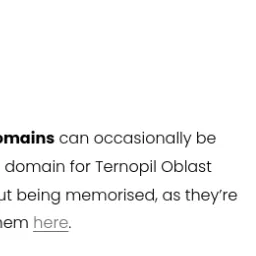 omains can occasionally be
domain for Ternopil Oblast
ut being memorised, as they’re
hem here.